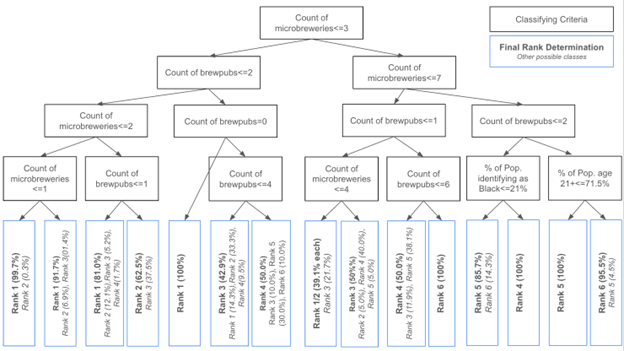 Count of
microbreweries<=3
Classifying Criteria
Final Rank Determination
Other possible classes
Count of brewpubs<=2
Count of
microbreweries<=7
Count of
microbreweries<=2
Count of brewpubs=0
Count of
brewpubs<=1
Count of brewpubs<=2
Count of
microbreweries
<=1
Count of
brewpubs<=1
Count of
brewpubs<=4
Count of
microbreweries
<=4
Count of
brewpubs<=6
% of Pop.
identifying as
Black<=21%
% of Pop. age
21+<=71.5%
Rank 1 (99.7%)
Rank 2 (0.3%)
Rank 1 (91.7%)
Rank 2 (6.9%), Rank 3(01.4%)
Rank 1 (81.0%)
Rank 2 (12.1%),Rank 3 (5.2%),
Rank 4(1.7%)
Rank 2 (62.5%)
Rank 3 (37.5%)
Rank 1 (100%)
Rank 3 (42.9%)
Rank 1 (14.3%),Rank 2 (33.3%),
Rank 4(9.5%)
Rank 4 (50.0%)
Rank 3 (10.0%), Rank 5
(30.0%), Rank 6 (10.0%)
Rank 1/2 (39.1% each)
Rank 3 (21.7%)
Rank 3 (50%%)
Rank 2 (5.0%), Rank 4 (40.0%),
Rank 5 (5.0%)
Rank 4 (50.0%)
Rank 3 (11.9%), Rank 5 (38.1%)
Rank 6 (100%)
Rank 5 (85.7%)
Rank 6 (14.3%)
Rank 4 (100%)
Rank 5 (100%)
Rank 6 (95.5%)
Rank 5 (4.5%)